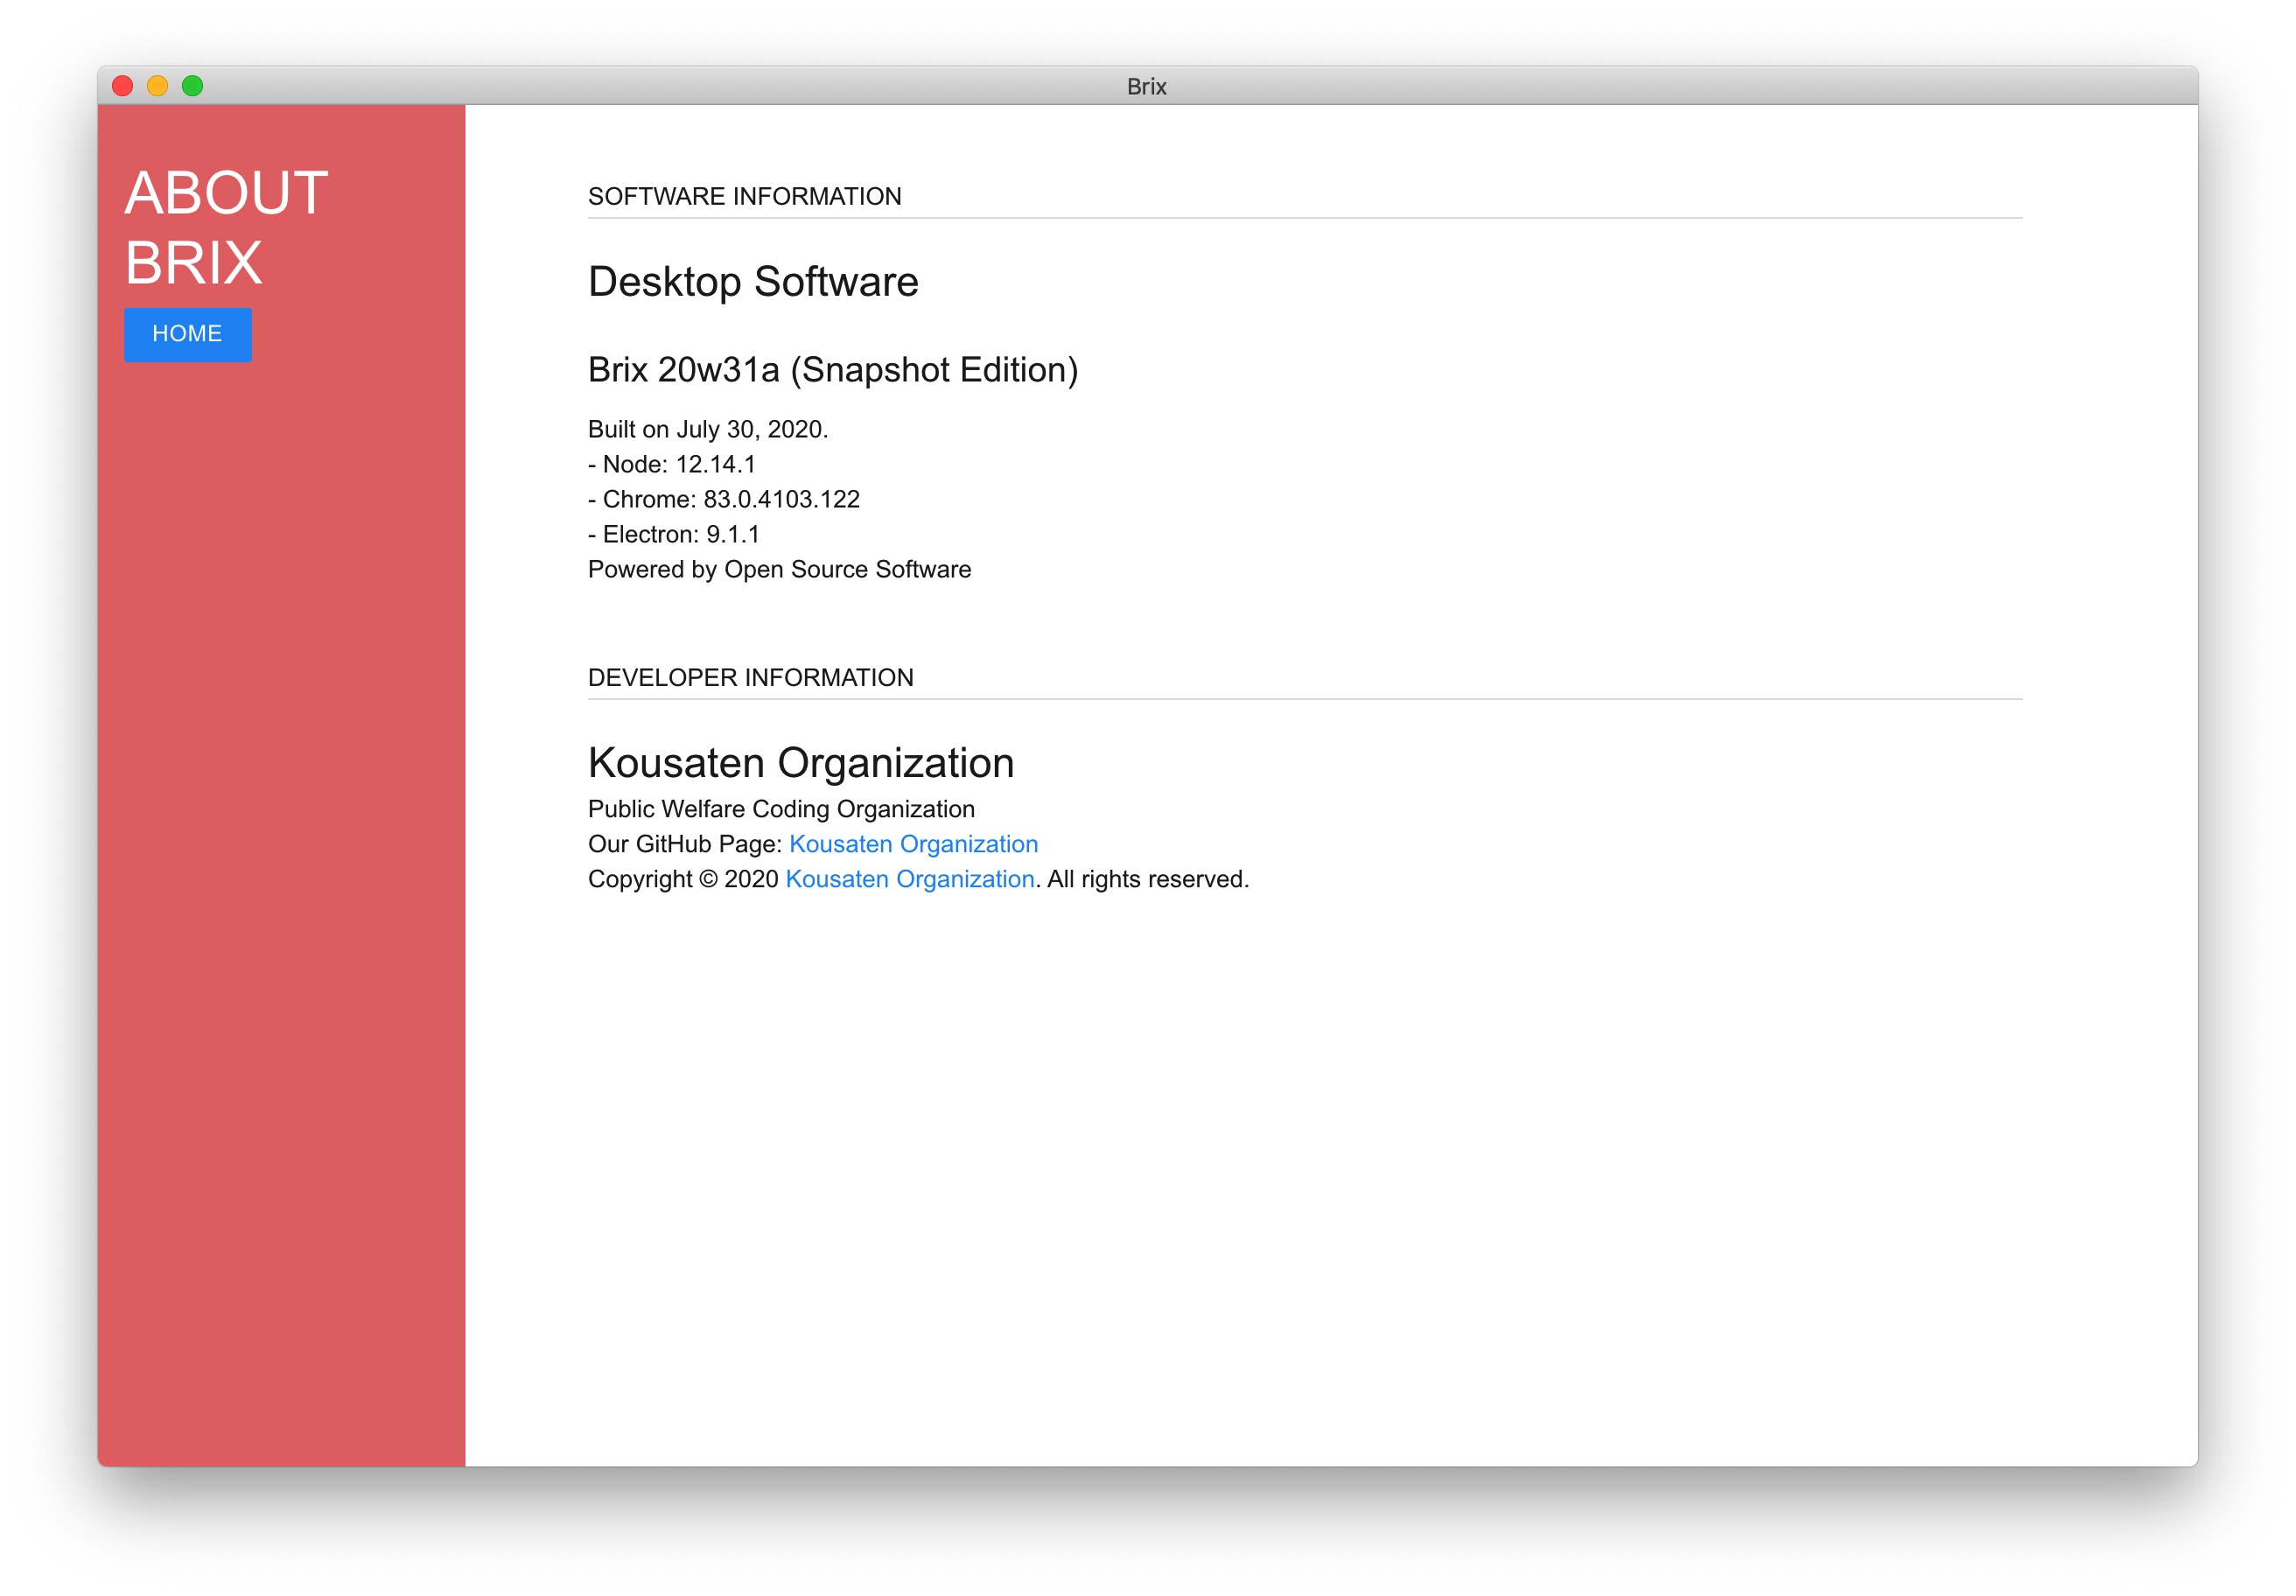 Brix
ABOUT
BRIX
HOME
SOFTWARE INFORMATION
Desktop Software
Brix 20w31a (Snapshot Edition)
Built on July 30, 2020.
- Node: 12.14.1
- Chrome: 83.0.4103.122
- Electron: 9.1.1
Powered by Open Source Software
DEVELOPER INFORMATION
Kousaten Organization
Public Welfare Coding Organization
Our GitHub Page: Kousaten Organization
Copyright © 2020 Kousaten Organization. All rights reserved.